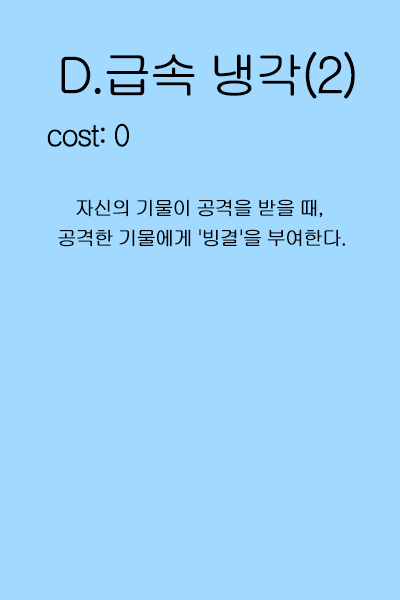 D.급속 냉각(2)
cost: 0
자신의 기물이 공격을 받을 때,
공격한 기물에게 '빙결'을 부여한다.